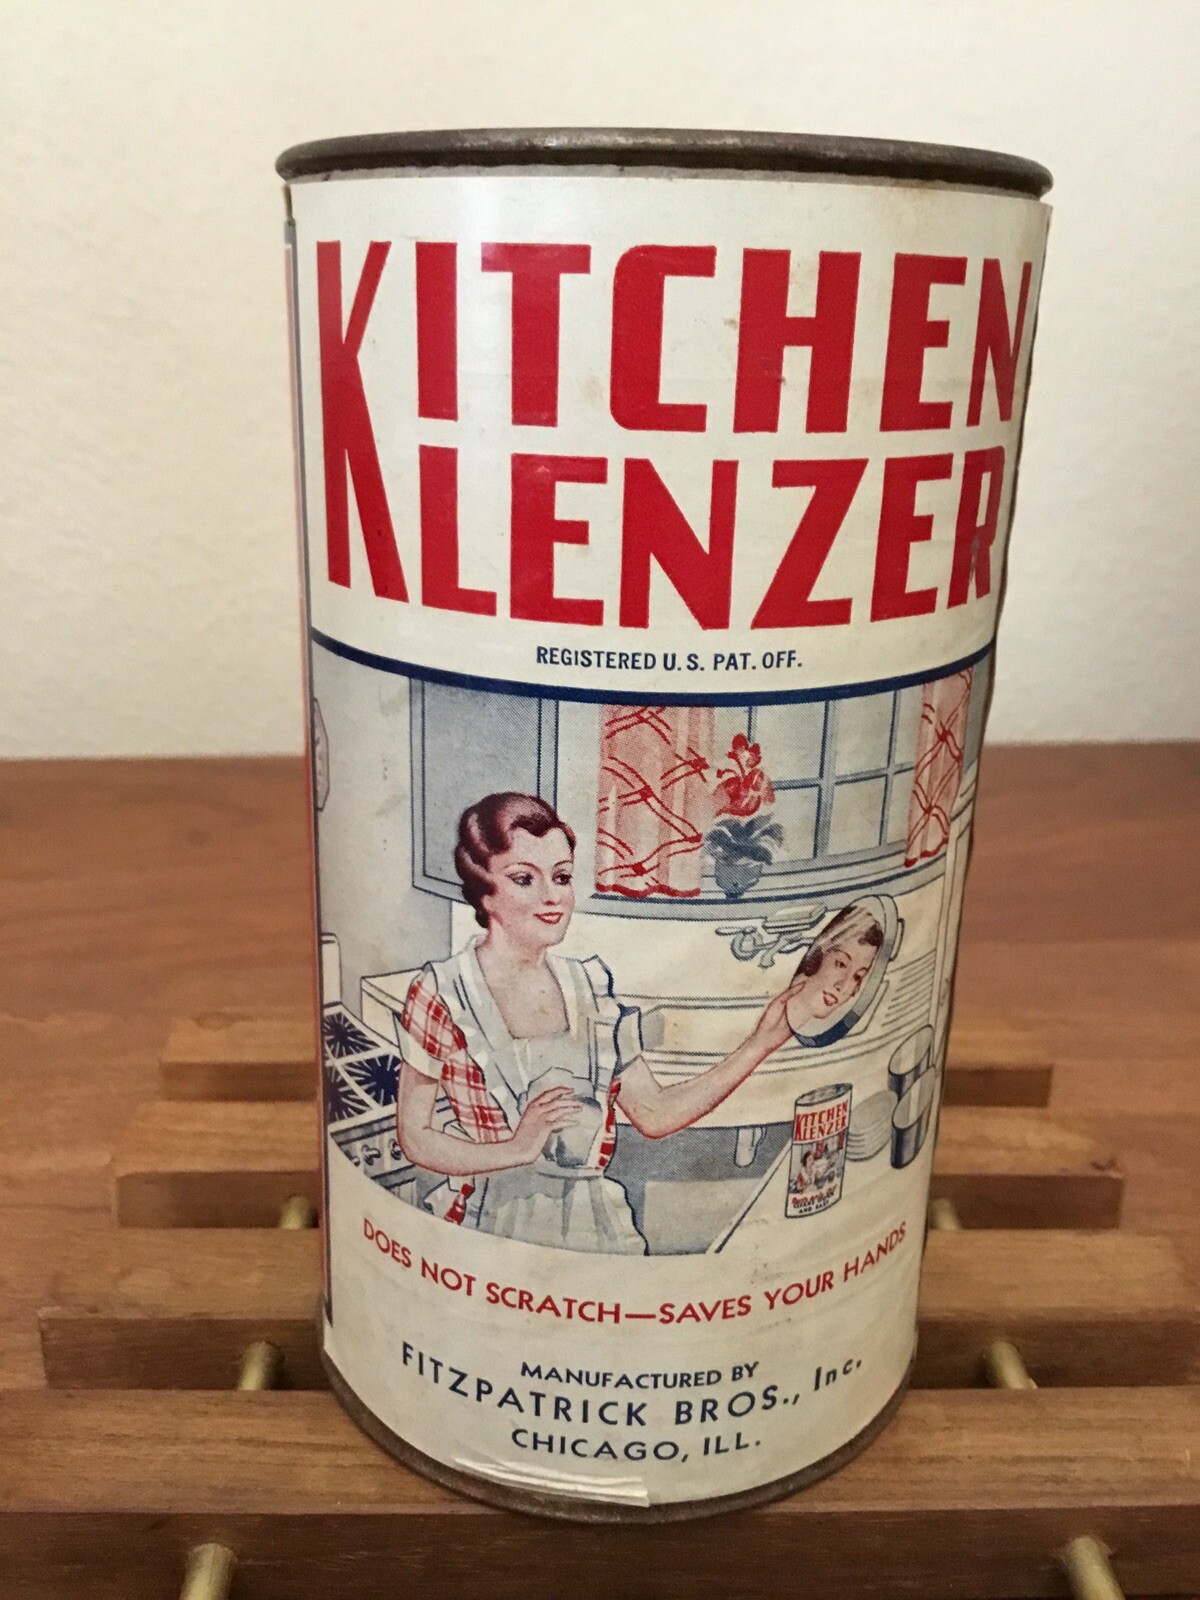 KITCHEN
KLENZER
REGISTERED U.S. PAT. OFF.
KITCHEN
KLENZER
DOES NOT SCRATCH—SAVES YOUR HANDS
MANUFACTURED BY
FITZPATRICK BROS., Inc.
CHICAGO, ILL.